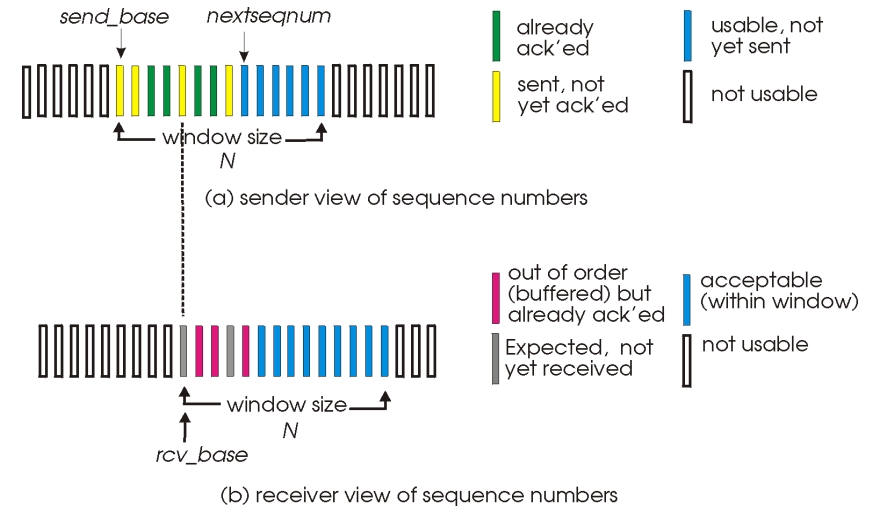 send_base nextseqnum
already
ack'ed
usable, not
yet sent
sent, not
yet ack'ed
not usable
window size
N
(a) sender view of sequence numbers
out of order
(buffered) but
already ack'ed
acceptable
(within window)
Expected, not
yet received
not usable
window size
N
rcv_base
(b) receiver view of sequence numbers